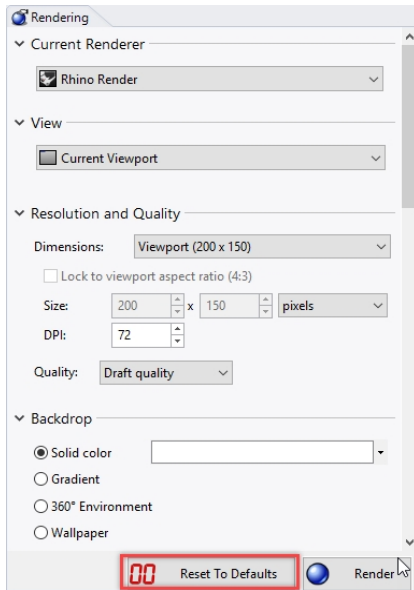 Rendering
Current Renderer
Rhino Render
View
Current Viewport
Resolution and Quality
Dimensions: Viewport (200 x 150)
Lock to viewport aspect ratio (4:3)
Size: 200 x 150 pixels
DPI: 72
Quality: Draft quality
Backdrop
Solid color
Gradient
360° Environment
Wallpaper
00 Reset To Defaults Render